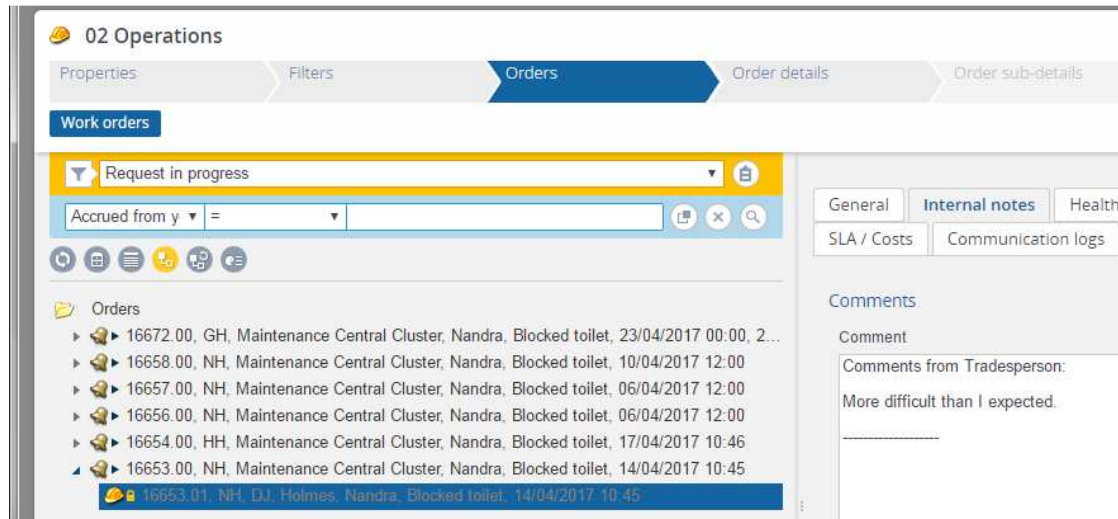 02 Operations
Properties Filters Orders Order details Order sub-details
Work orders
Request in progress
Accrued from y =
General Internal notes Health
SLA / Costs Communication logs
Orders
16672.00, GH, Maintenance Central Cluster, Nandra, Blocked toilet, 23/04/2017 00:00, 2...
16658.00, NH, Maintenance Central Cluster, Nandra, Blocked toilet, 10/04/2017 12:00
16657.00, NH, Maintenance Central Cluster, Nandra, Blocked toilet, 06/04/2017 12:00
16656.00, NH, Maintenance Central Cluster, Nandra, Blocked toilet, 06/04/2017 12:00
16654.00, HH, Maintenance Central Cluster, Nandra, Blocked toilet, 17/04/2017 10:46
16653.00, NH, Maintenance Central Cluster, Nandra, Blocked toilet, 14/04/2017 10:45
16653.01, NH, DJ, Holmes, Nandra, Blocked toilet, 14/04/2017 10:45
Comments
Comment
Comments from Tradesperson:
More difficult than I expected.
-------------------